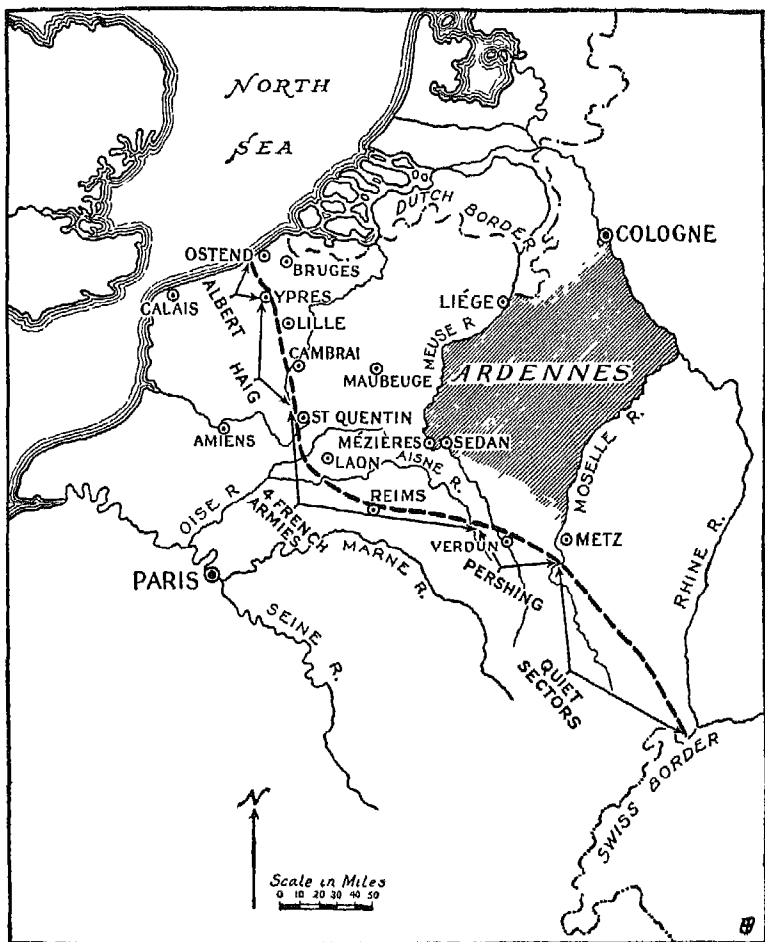 NORTH
SEA
DUTCH BORDER
COLOGNE
OSTEND
BRUGES
CALAIS
ALBERT
YPRES
LIÉGE
LILLE
MEUSE R.
HAIG
CAMBRAI
MAUBEUGE
ARDENNES
ST QUENTIN
AMIENS
MÉZIÈRES
SEDAN
MOSELLE R.
LAON
AISNE R.
OISE R.
REIMS
4 FRENCH
ARMIES
VERDUN
METZ
RHINE R.
MARNE R.
PERSHING
PARIS
SEINE R.
QUIET
SECTORS
SWISS BORDER
N
Scale in Miles
0 10 20 30 40 50